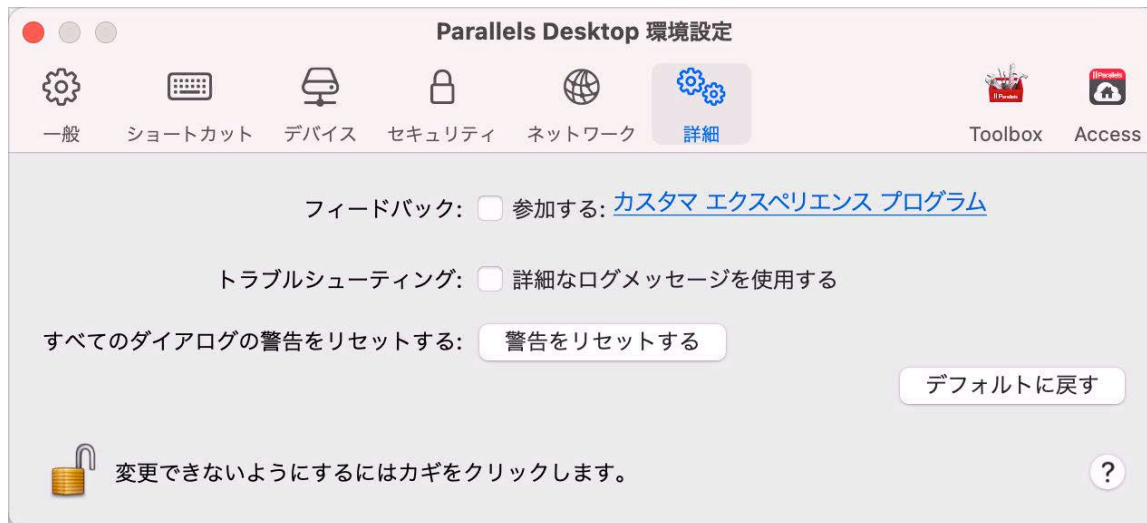 Parallels Desktop 環境設定
一般 ショートカット デバイス セキュリティ ネットワーク 詳細 Toolbox Access
フィードバック: 参加する: カスタマ エクスペリエンス プログラム
トラブルシューティング: 詳細なログメッセージを使用する
すべてのダイアログの警告をリセットする: 警告をリセットする
デフォルトに戻す
変更できないようにするにはカギをクリックします。 ?